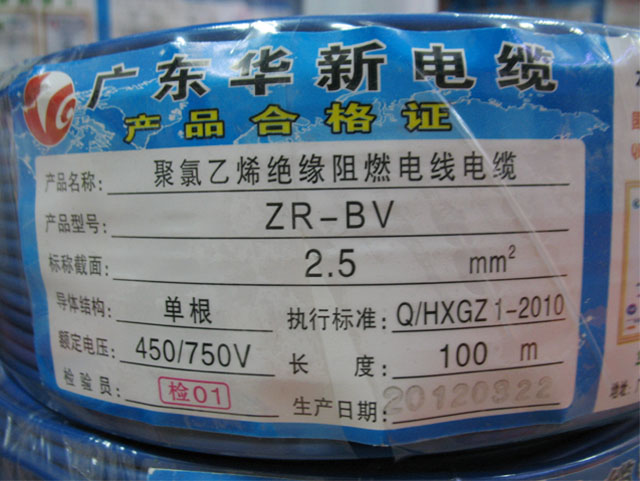 广东华新电缆
产品合格证
产品名称: 聚氯乙烯绝缘阻燃电线电缆
产品型号: ZR-BV
标称截面: 2.5 mm²
导体结构: 单根 执行标准: Q/HXGZ 1-2010
额定电压: 450/750V 长度: 100 m
检验员: 检01 生产日期: 20120322